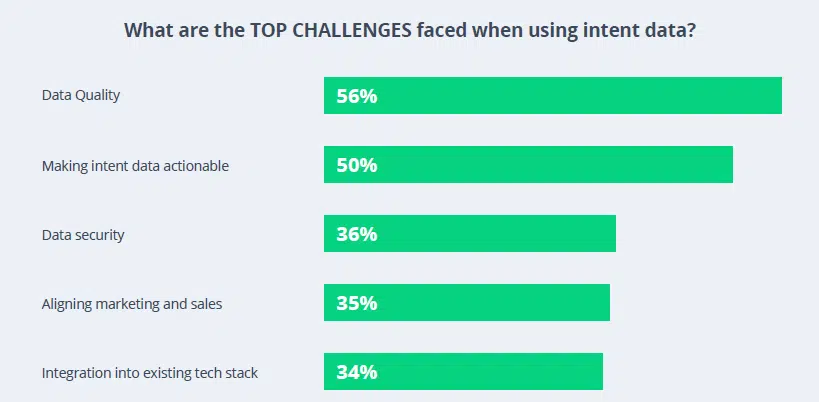 What are the TOP CHALLENGES faced when using intent data?
Data Quality 56%
Making intent data actionable 50%
Data security 36%
Aligning marketing and sales 35%
Integration into existing tech stack 34%